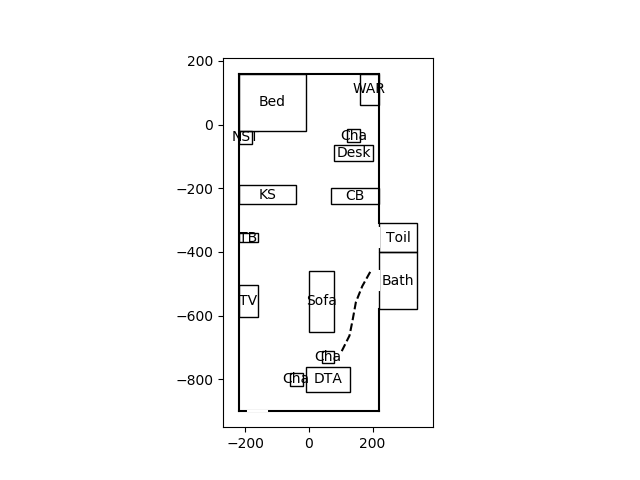 200
Bed
WAR
0
NST
Cha
Desk
−200
KS
CB
TB
Toil
−400
Bath
TV
Sofa
−600
Cha
Cha
DTA
−800
−200
0
200